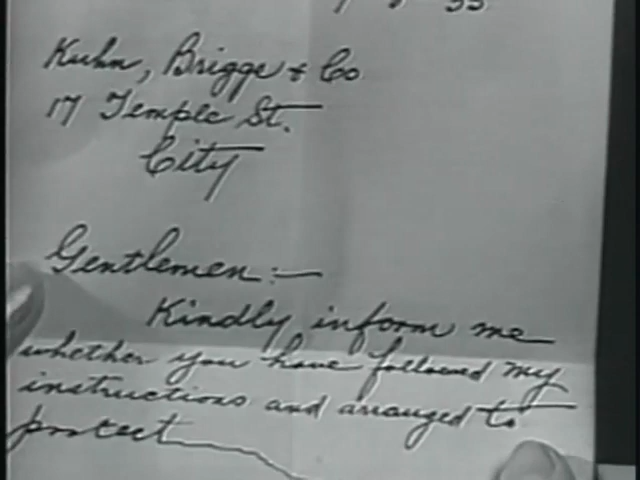 Kuhn, Briggs & Co
17 Temple St.
City
Gentlemen:—
Kindly inform me
whether you have followed my
instructions and arranged to
protect